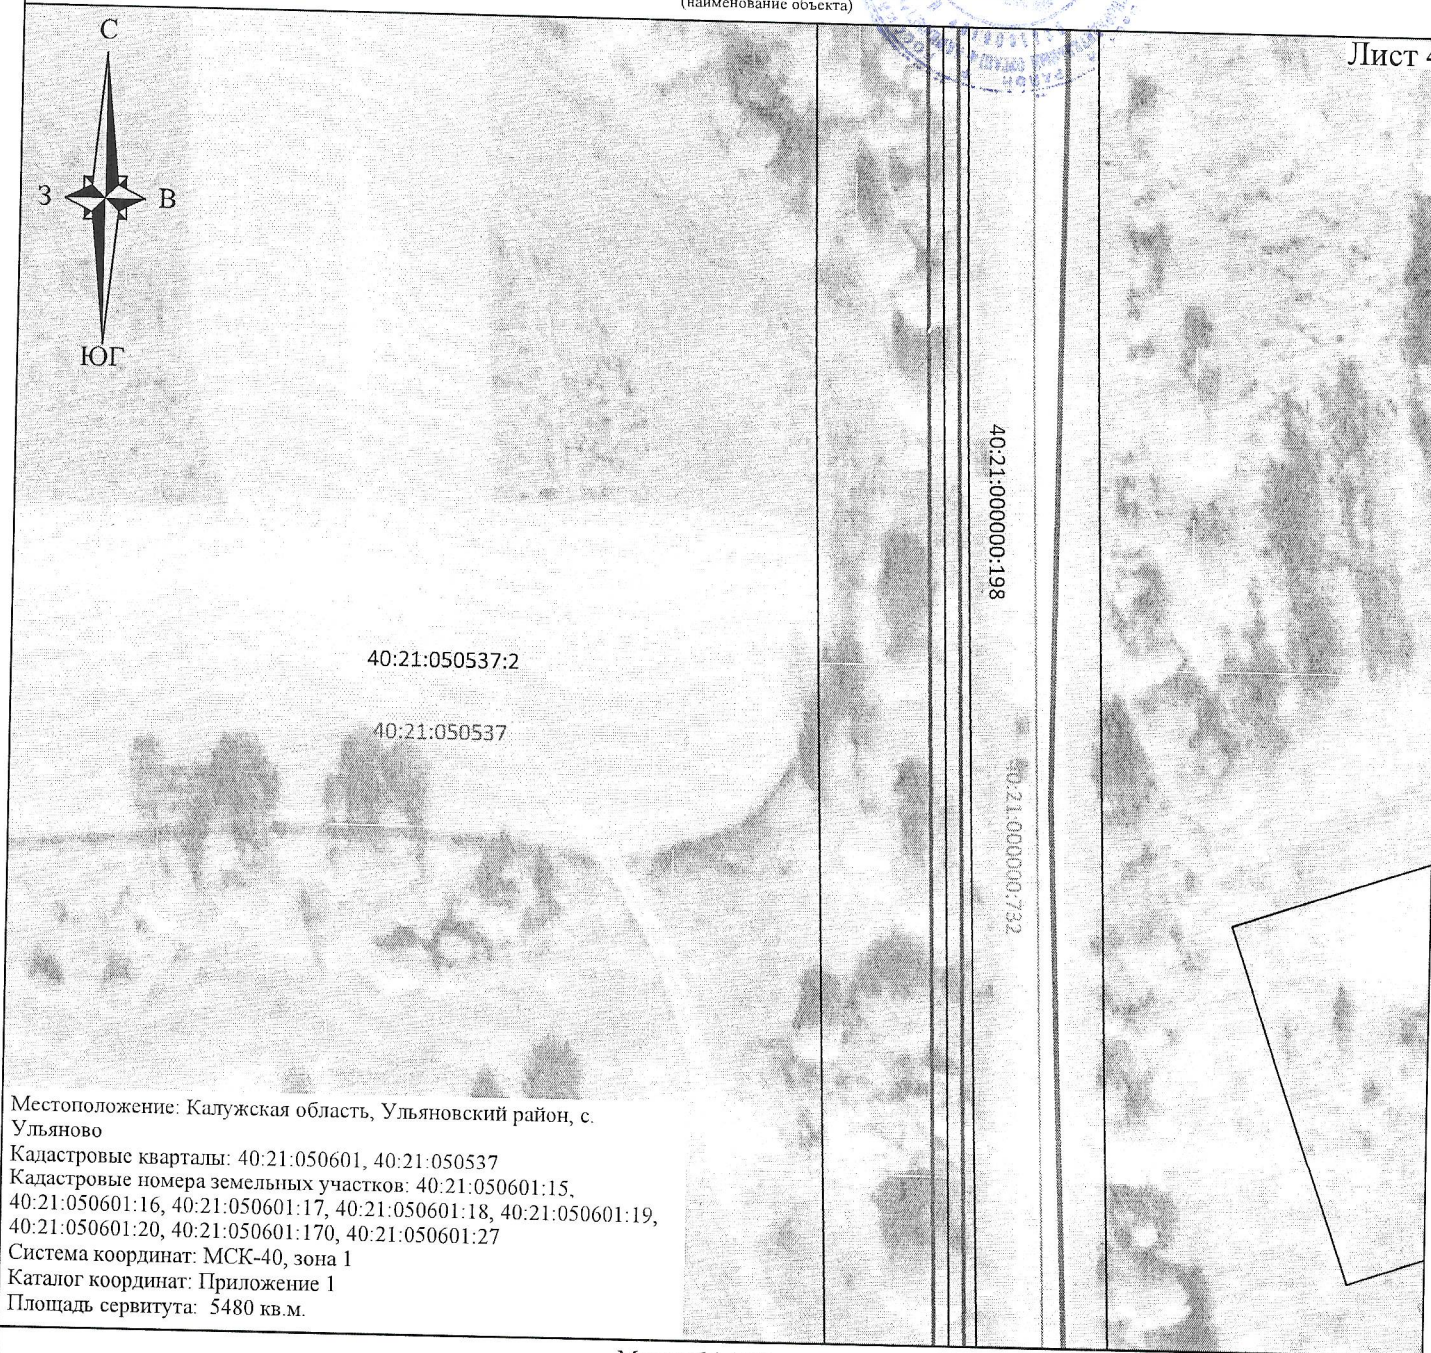 (наименование объекта)
Лист 4
С
З
В
ЮГ
40:21:000000:198
40:21:050537:2
40:21:050537
40:21:000000:732
Местоположение: Калужская область, Ульяновский район, с.
Ульяново
Кадастровые кварталы: 40:21:050601, 40:21:050537
Кадастровые номера земельных участков: 40:21:050601:15,
40:21:050601:16, 40:21:050601:17, 40:21:050601:18, 40:21:050601:19,
40:21:050601:20, 40:21:050601:170, 40:21:050601:27
Система координат: МСК-40, зона 1
Каталог координат: Приложение 1
Площадь сервитута: 5480 кв.м.